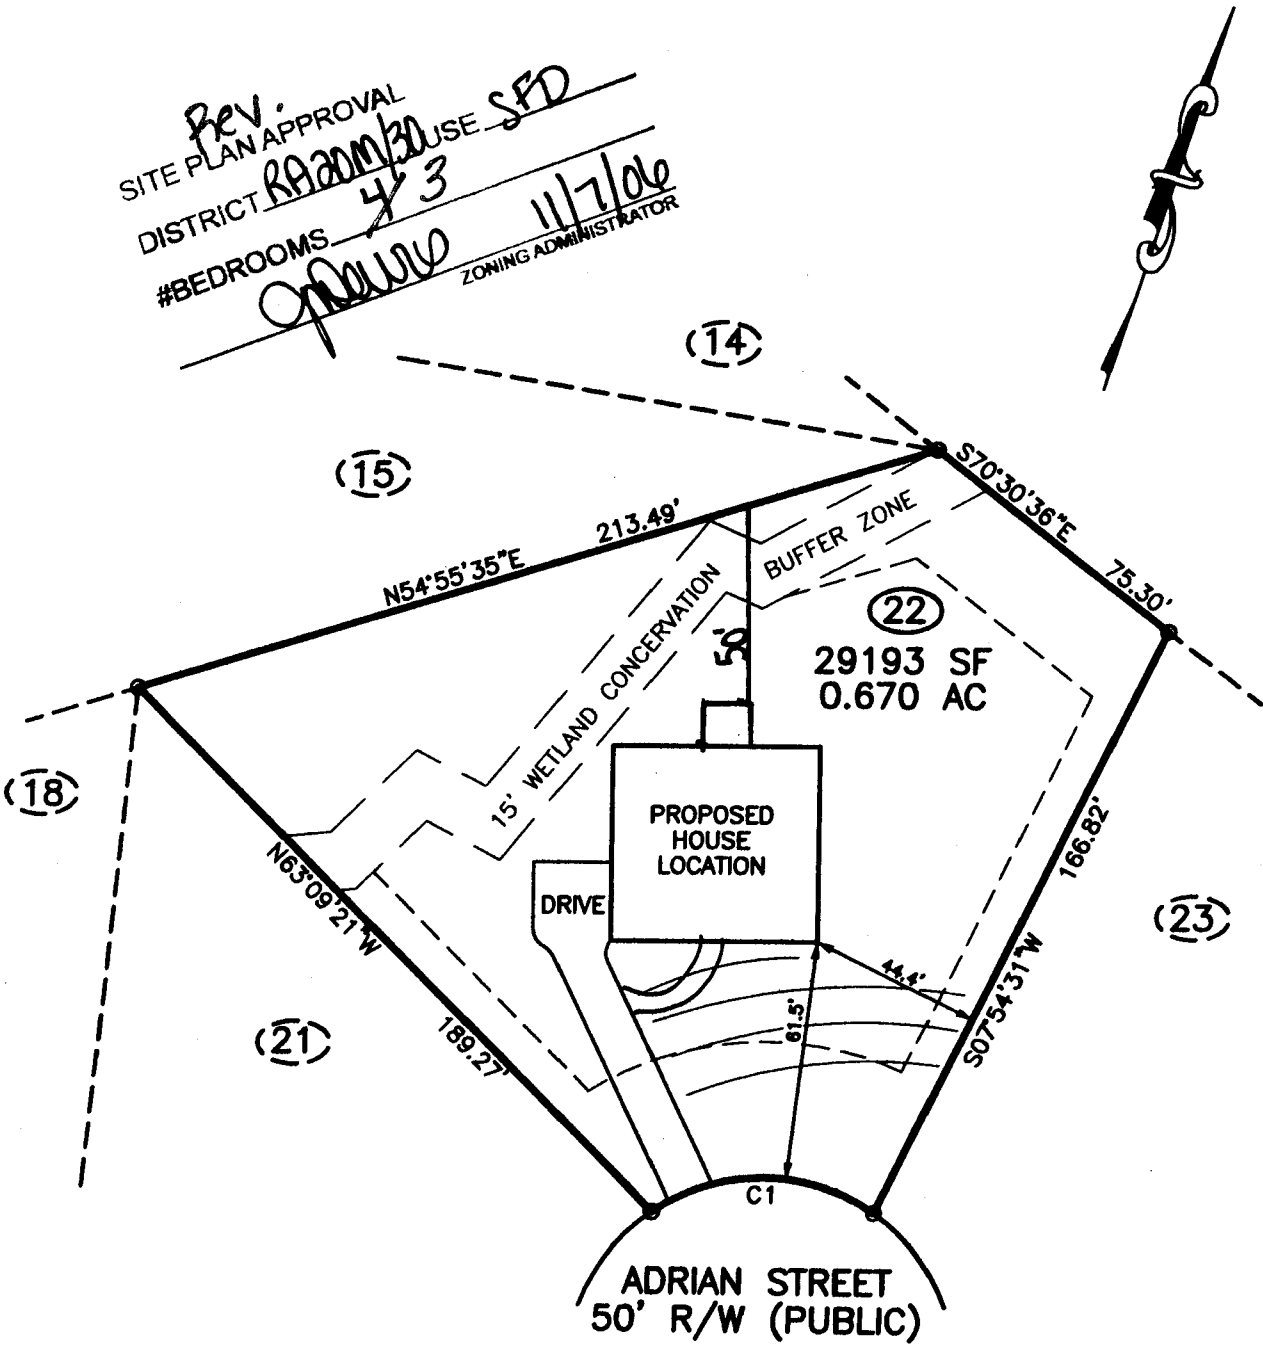 Rev.
SITE PLAN APPROVAL
DISTRICT RA20M/30 USE SFD
#BEDROOMS 4/3
11/7/06
ZONING ADMINISTRATOR
(14)
(15)
S70°30'36"E
75.30'
213.49'
N54°55'35"E
BUFFER ZONE
15' WETLAND CONCERVATION
50'
22
29193 SF
0.670 AC
(18)
PROPOSED
HOUSE
LOCATION
DRIVE
N63°09'21"W
189.27'
166.82'
S07°54'31"W
(23)
44.4'
61.5'
(21)
C1
ADRIAN STREET
50' R/W (PUBLIC)